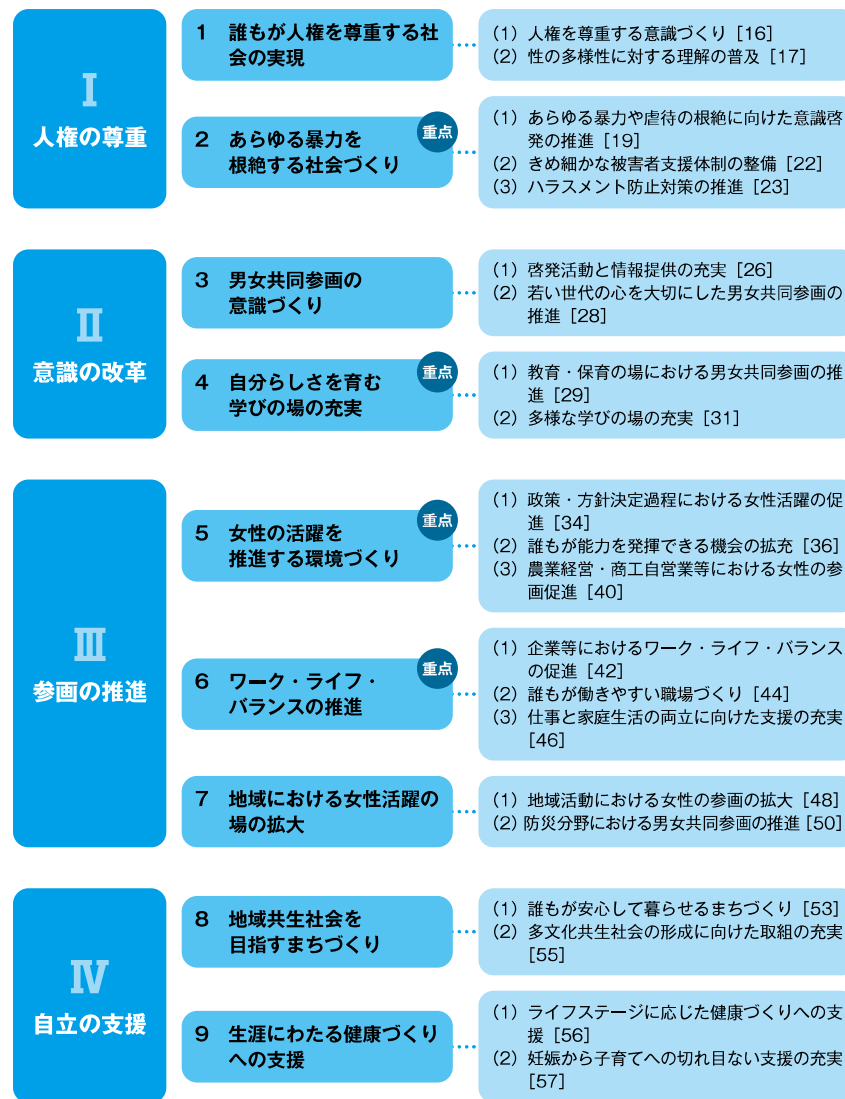 Ⅰ
人権の尊重
1 誰もが人権を尊重する社
会の実現
(1) 人権を尊重する意識づくり [16]
(2) 性の多様性に対する理解の普及 [17]
2 あらゆる暴力を
根絶する社会づくり
重点
(1) あらゆる暴力や虐待の根絶に向けた意識啓
発の推進 [19]
(2) きめ細かな被害者支援体制の整備 [22]
(3) ハラスメント防止対策の推進 [23]
Ⅱ
意識の改革
3 男女共同参画の
意識づくり
(1) 啓発活動と情報提供の充実 [26]
(2) 若い世代の心を大切にした男女共同参画の
推進 [28]
4 自分らしさを育む
学びの場の充実
重点
(1) 教育・保育の場における男女共同参画の推
進 [29]
(2) 多様な学びの場の充実 [31]
Ⅲ
参画の推進
5 女性の活躍を
推進する環境づくり
重点
(1) 政策・方針決定過程における女性活躍の促
進 [34]
(2) 誰もが能力を発揮できる機会の拡充 [36]
(3) 農業経営・商工自営業等における女性の参
画促進 [40]
6 ワーク・ライフ・
バランスの推進
重点
(1) 企業等におけるワーク・ライフ・バランス
の促進 [42]
(2) 誰もが働きやすい職場づくり [44]
(3) 仕事と家庭生活の両立に向けた支援の充実
[46]
7 地域における女性活躍の
場の拡大
(1) 地域活動における女性の参画の拡大 [48]
(2) 防災分野における男女共同参画の推進 [50]
Ⅳ
自立の支援
8 地域共生社会を
目指すまちづくり
(1) 誰もが安心して暮らせるまちづくり [53]
(2) 多文化共生社会の形成に向けた取組の充実
[55]
9 生涯にわたる健康づくり
への支援
(1) ライフステージに応じた健康づくりへの支
援 [56]
(2) 妊娠から子育てへの切れ目ない支援の充実
[57]